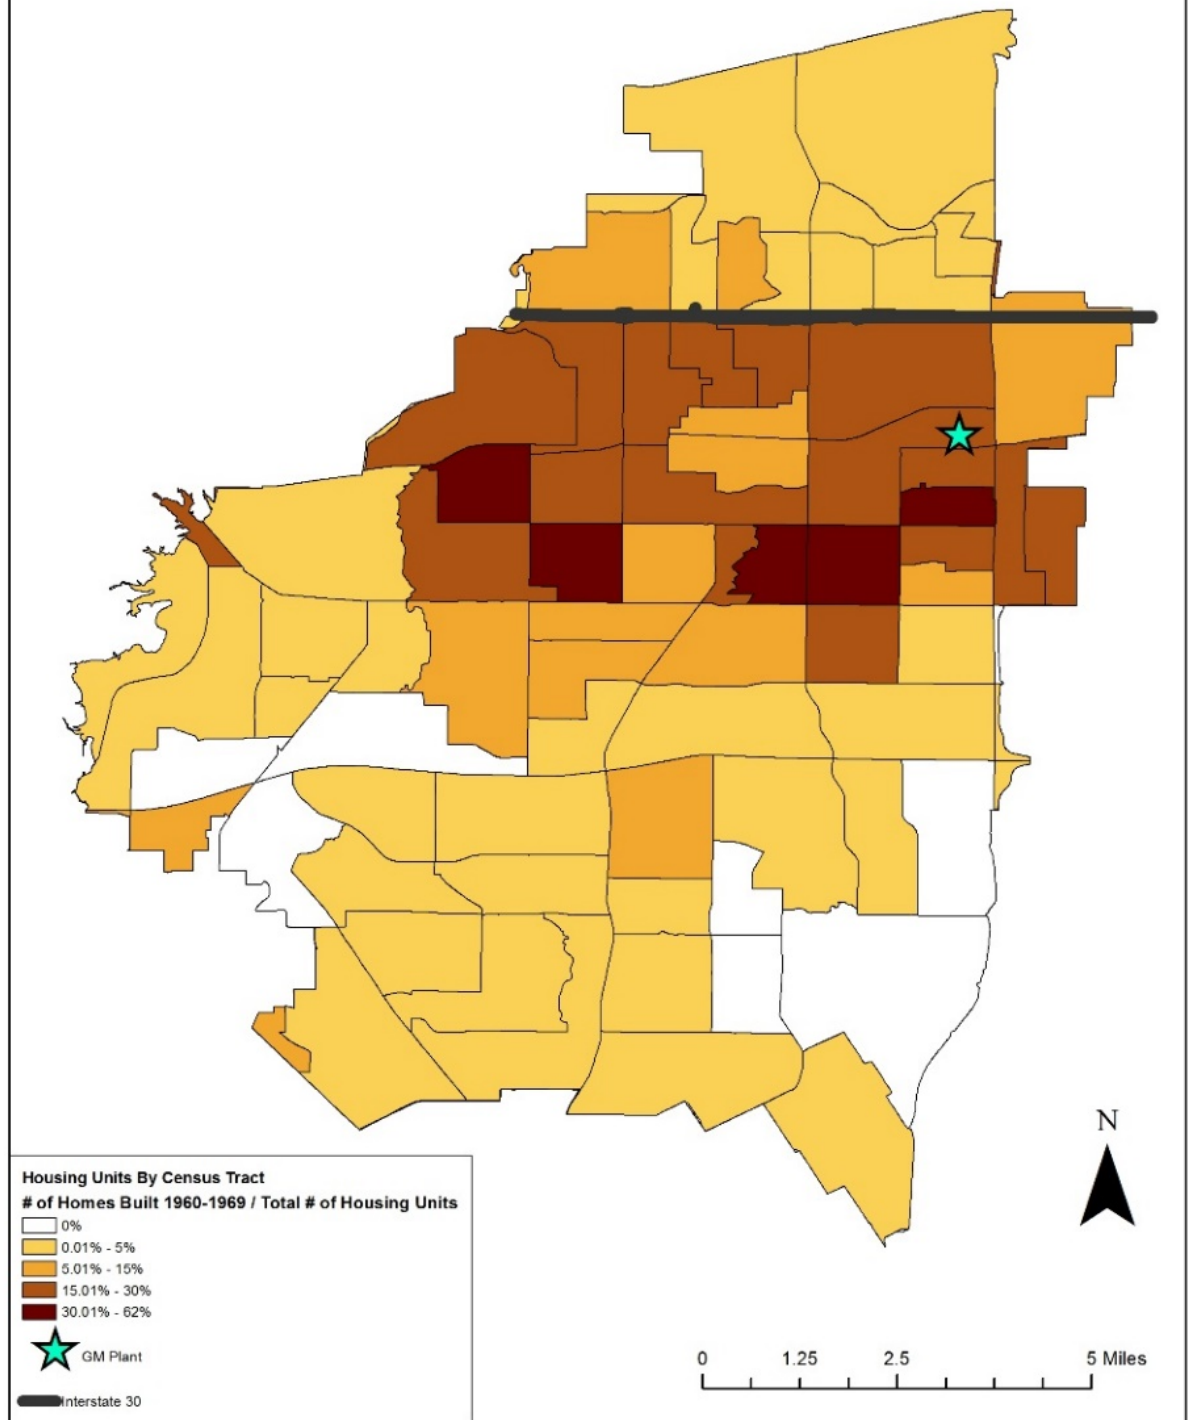 N
Housing Units By Census Tract
# of Homes Built 1960-1969 / Total # of Housing Units
0%
0.01% - 5%
5.01% - 15%
15.01% - 30%
30.01% - 62%
GM Plant
Interstate 30
0 1.25 2.5 5 Miles